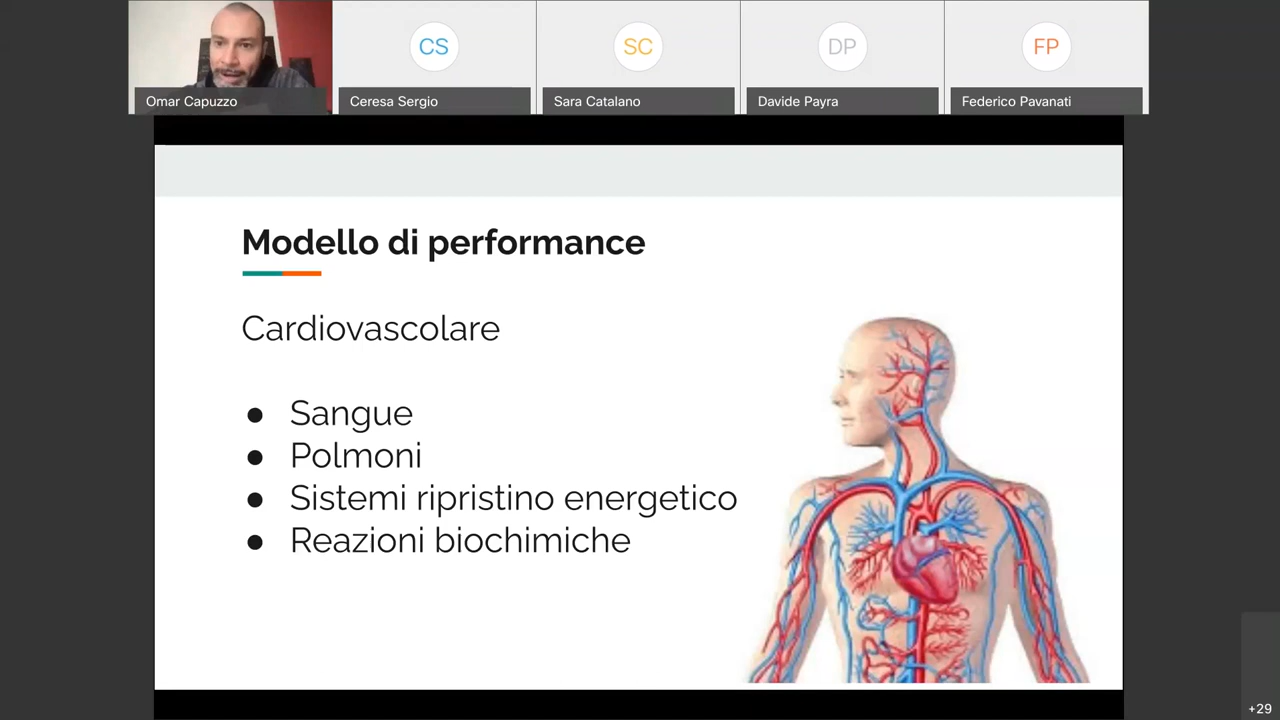 CS
SC
DP
FP
Omar Capuzzo
Ceresa Sergio
Sara Catalano
Davide Payra
Federico Pavanati
Modello di performance
Cardiovascolare
● Sangue
● Polmoni
● Sistemi ripristino energetico
● Reazioni biochimiche
+29